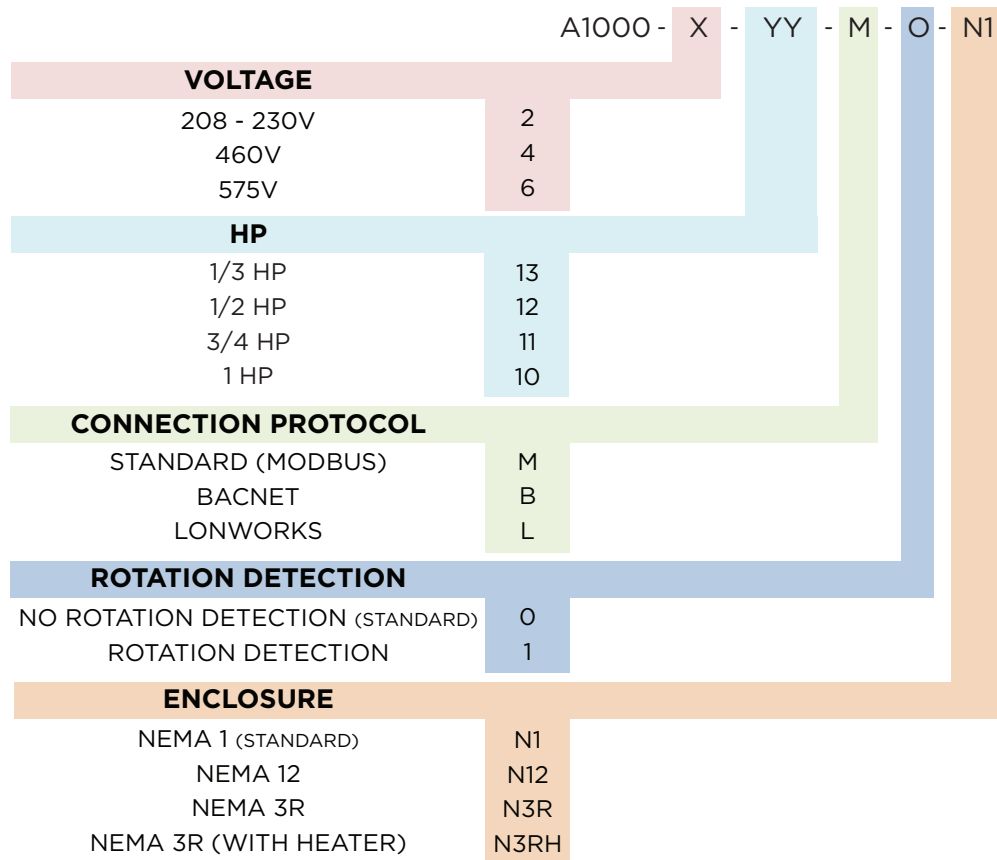 A1000 - X - YY - M - O - N1
VOLTAGE
208 - 230V 2
460V 4
575V 6
HP
1/3 HP 13
1/2 HP 12
3/4 HP 11
1 HP 10
CONNECTION PROTOCOL
STANDARD (MODBUS) M
BACNET B
LONWORKS L
ROTATION DETECTION
NO ROTATION DETECTION (STANDARD) 0
ROTATION DETECTION 1
ENCLOSURE
NEMA 1 (STANDARD) N1
NEMA 12 N12
NEMA 3R N3R
NEMA 3R (WITH HEATER) N3RH